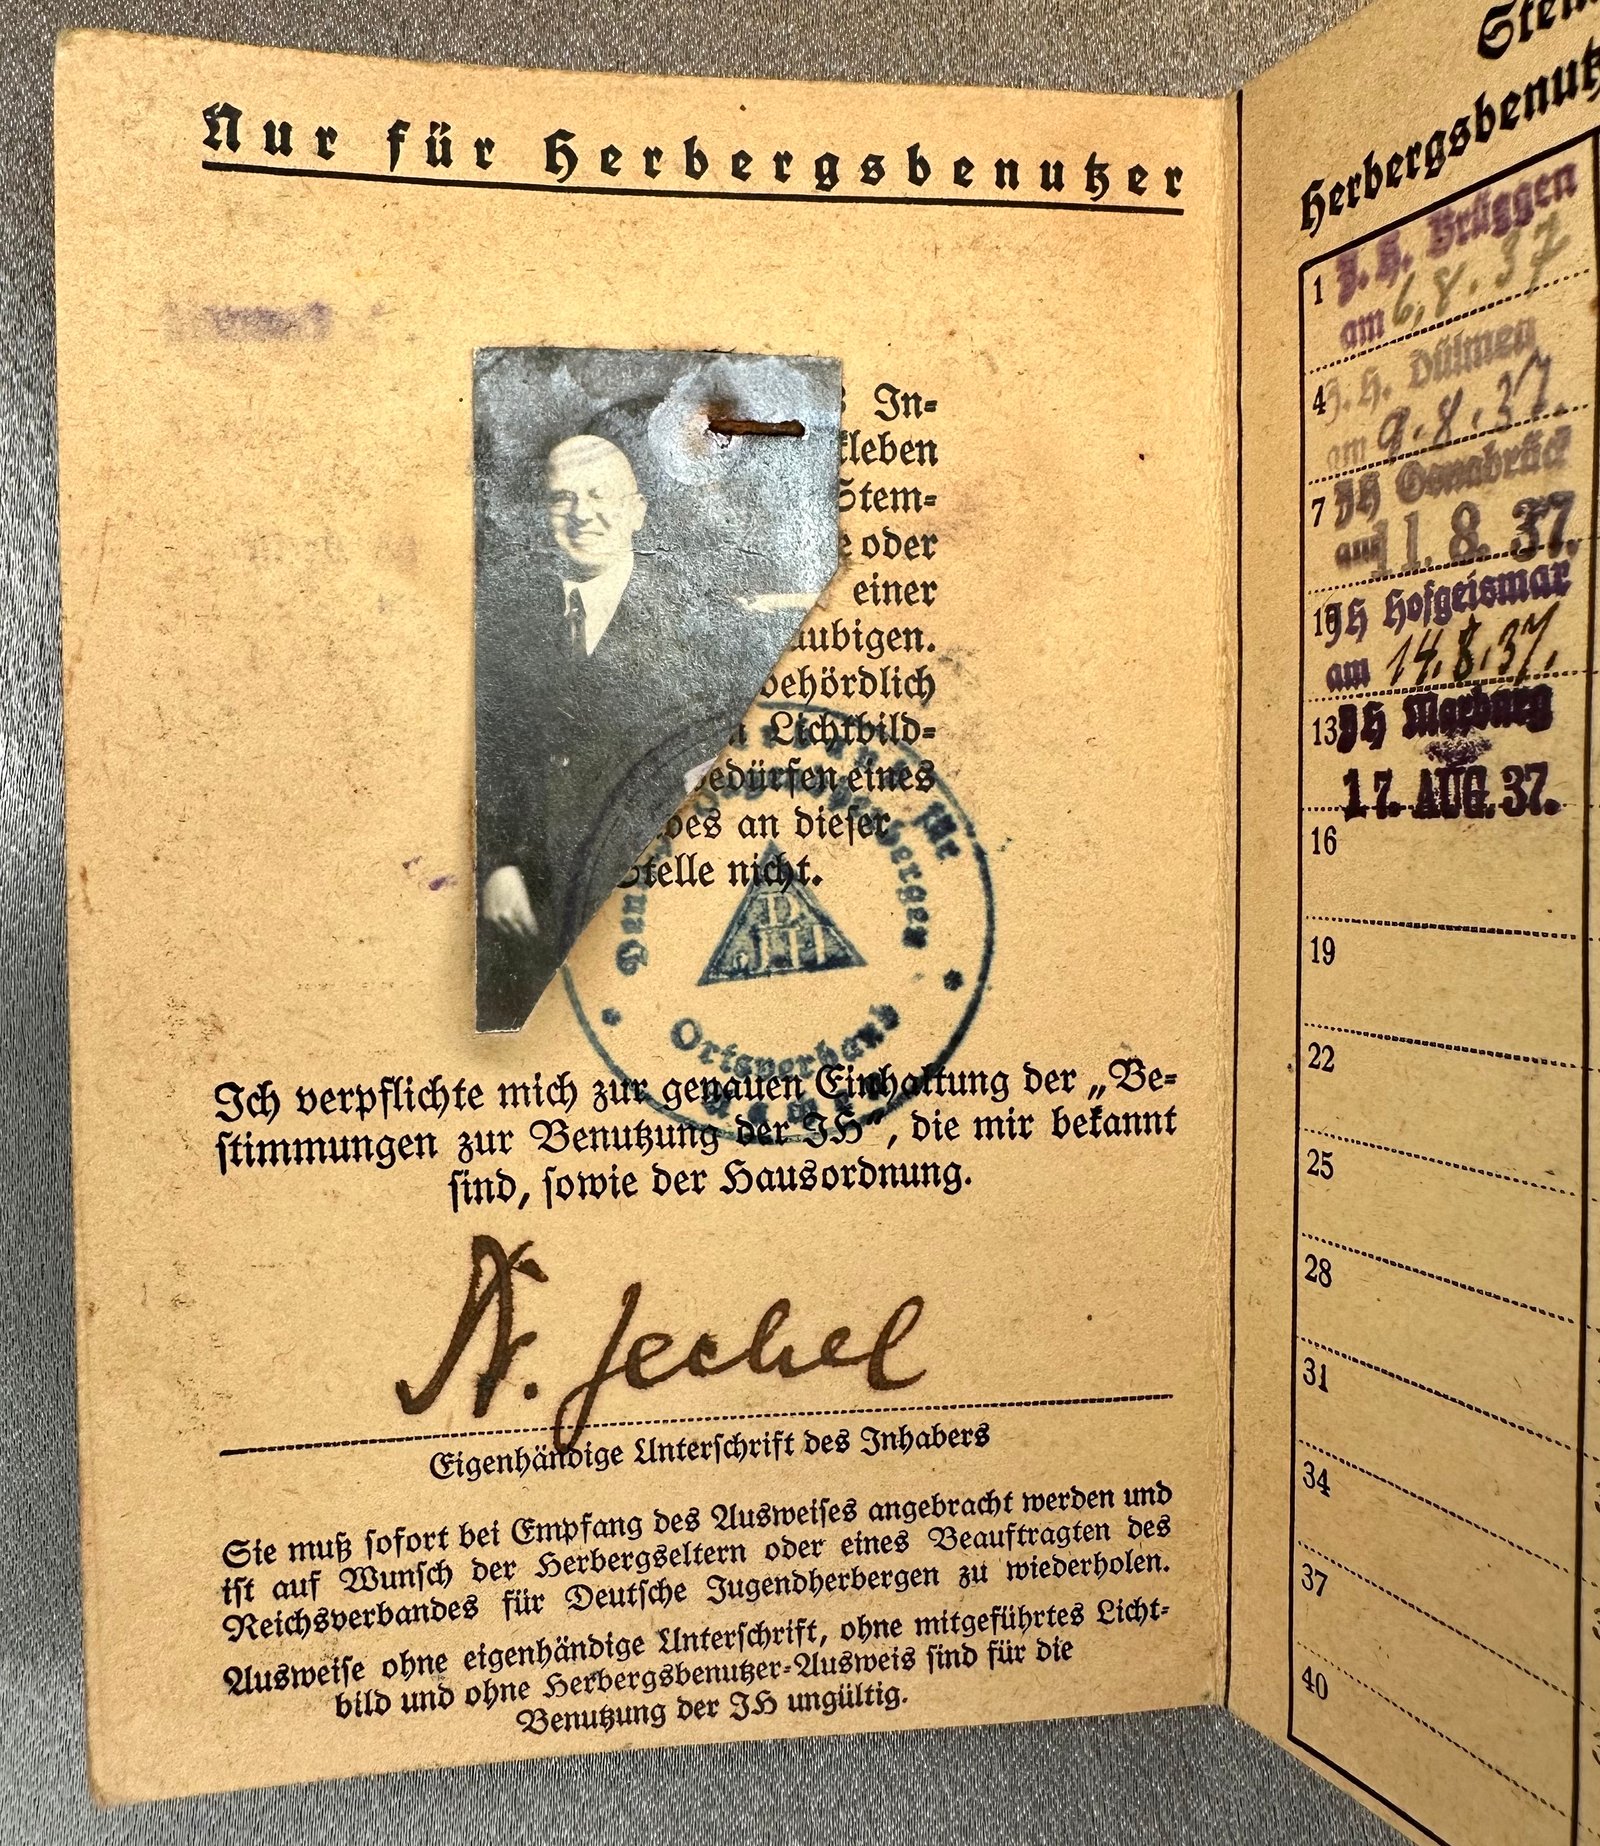 Nur für Herbergsbenutzer
In=
kleben
Stem=
oder
einer
aubigen.
behördlich
Lichtbild=
bedürfen eines
an dieser
Stelle nicht.
für
D
JH
Ortsverband
Ich verpflichte mich zur genauen Einhaltung der „Be=
stimmungen zur Benutzung der JH“, die mir bekannt
sind, sowie der Hausordnung.
N. Jechel
Eigenhändige Unterschrift des Inhabers
Sie muß sofort bei Empfang des Ausweises angebracht werden und
ist auf Wunsch der Herbergseltern oder eines Beauftragten des
Reichsverbandes für Deutsche Jugendherbergen zu wiederholen.
Ausweise ohne eigenhändige Unterschrift, ohne mitgeführtes Licht=
bild und ohne Herbergsbenutzer=Ausweis sind für die
Benutzung der JH ungültig.
Stem
Herbergsbenutz
1 J. H. Brüggen
am 6.8.37
4 J. H. Dülmen
am 9.8.37.
7 JH Osnabrück
am 11. 8. 37.
10 JH Hofgeismar
am 14.8.37.
13 JH Marburg
17. AUG. 37.
16
19
22
25
28
31
34
37
40